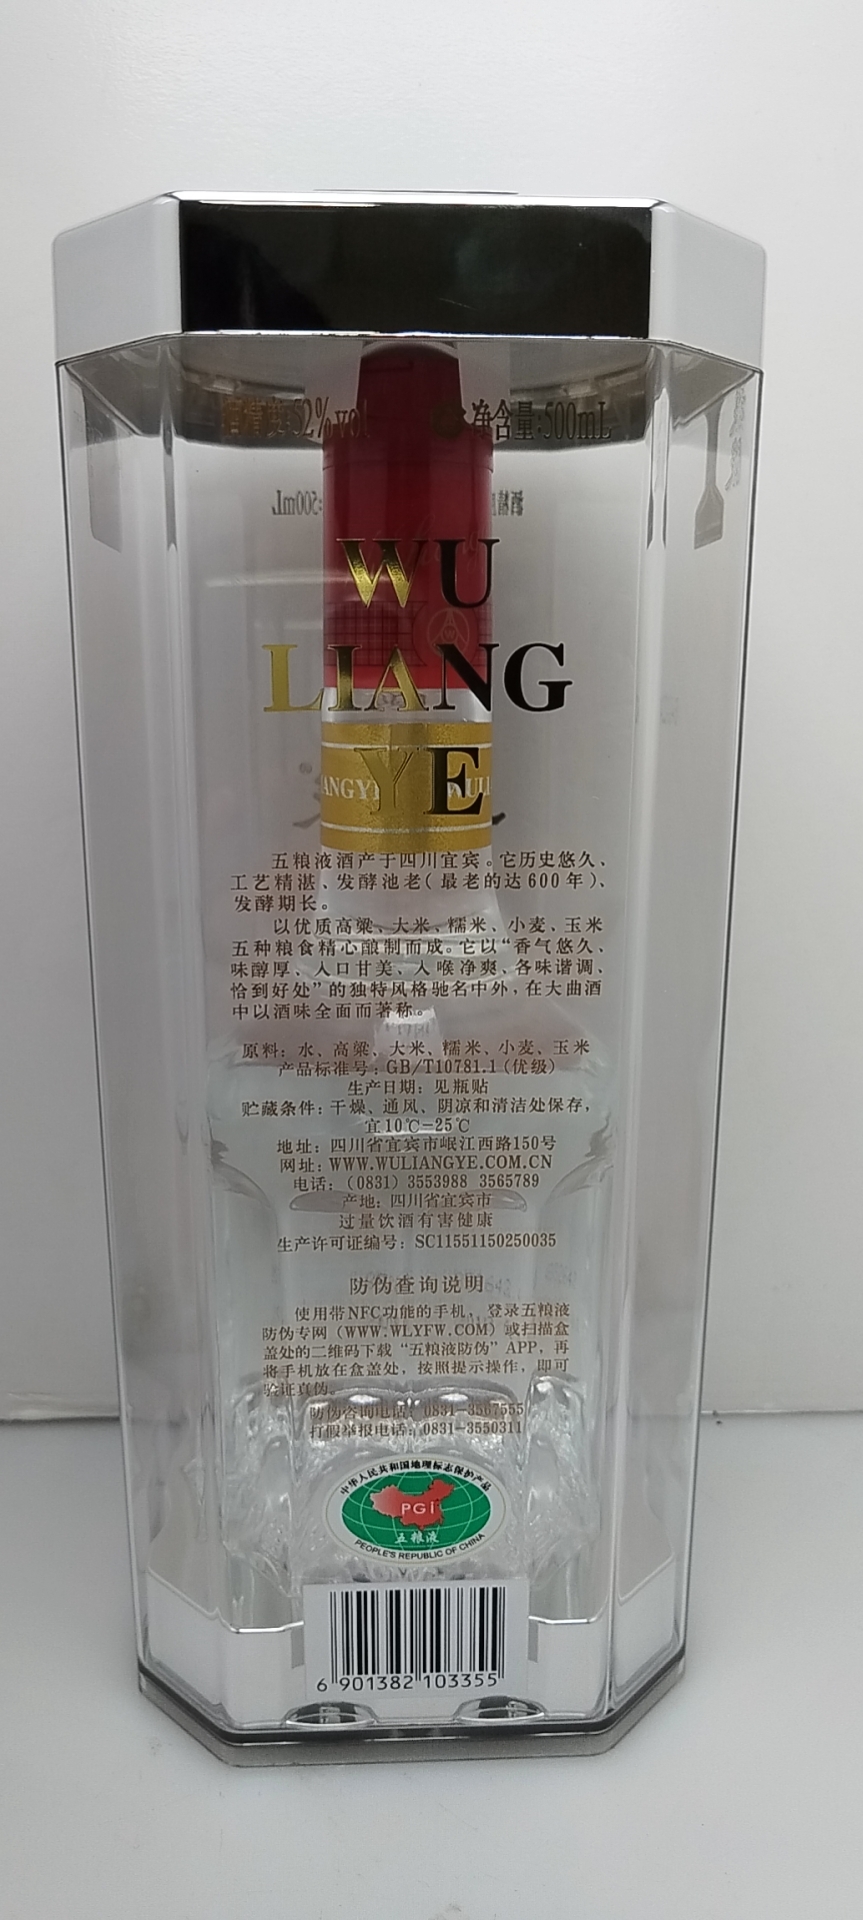 酒精度:52%vol 净含量:500mL
WU
LIANG
YE
五粮液酒产于四川宜宾。它历史悠久、
工艺精湛、发酵池老(最老的达600年)、
发酵期长。
以优质高粱、大米、糯米、小麦、玉米
五种粮食精心酿制而成。它以“香气悠久、
味醇厚、入口甘美、入喉净爽、各味谐调、
恰到好处”的独特风格驰名中外,在大曲酒
中以酒味全面而著称。
原料:水、高粱、大米、糯米、小麦、玉米
产品标准号:GB/T10781.1(优级)
生产日期:见瓶贴
贮藏条件:干燥、通风、阴凉和清洁处保存,
宜10℃-25℃
地址:四川省宜宾市岷江西路150号
网址:WWW.WULIANGYE.COM.CN
电话:(0831)3553988 3565789
产地:四川省宜宾市
过量饮酒有害健康
生产许可证编号:SC11551150250035
防伪查询说明
使用带NFC功能的手机,登录五粮液
防伪专网(WWW.WLYFW.COM)或扫描盒
盖处的二维码下载“五粮液防伪”APP,再
将手机放在盒盖处,按照提示操作,即可
验证真伪。
防伪咨询电话:0831-3567555
打假举报电话:0831-3550311
中华人民共和国地理标志保护产品
PGI
五粮液
PEOPLE'S REPUBLIC OF CHINA
6 901382 103355